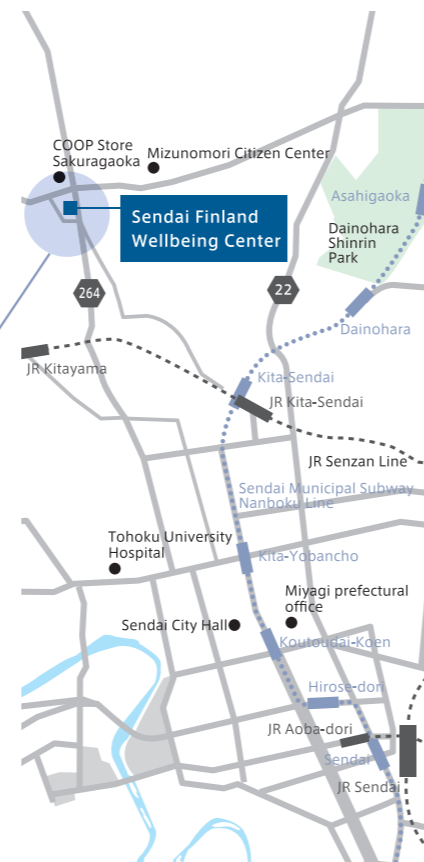 COOP Store
Sakuragaoka
Mizunomori Citizen Center
Asahigaoka
Sendai Finland
Wellbeing Center
Dainohara
Shinrin
Park
264
22
Dainohara
JR Kitayama
Kita-Sendai
JR Kita-Sendai
JR Senzan Line
Sendai Municipal Subway
Nanboku Line
Tohoku University
Hospital
Kita-Yobancho
Miyagi prefectural
office
Sendai City Hall
Koutoudai-Koen
Hirose-dori
JR Aoba-dori
Sendai
JR Sendai